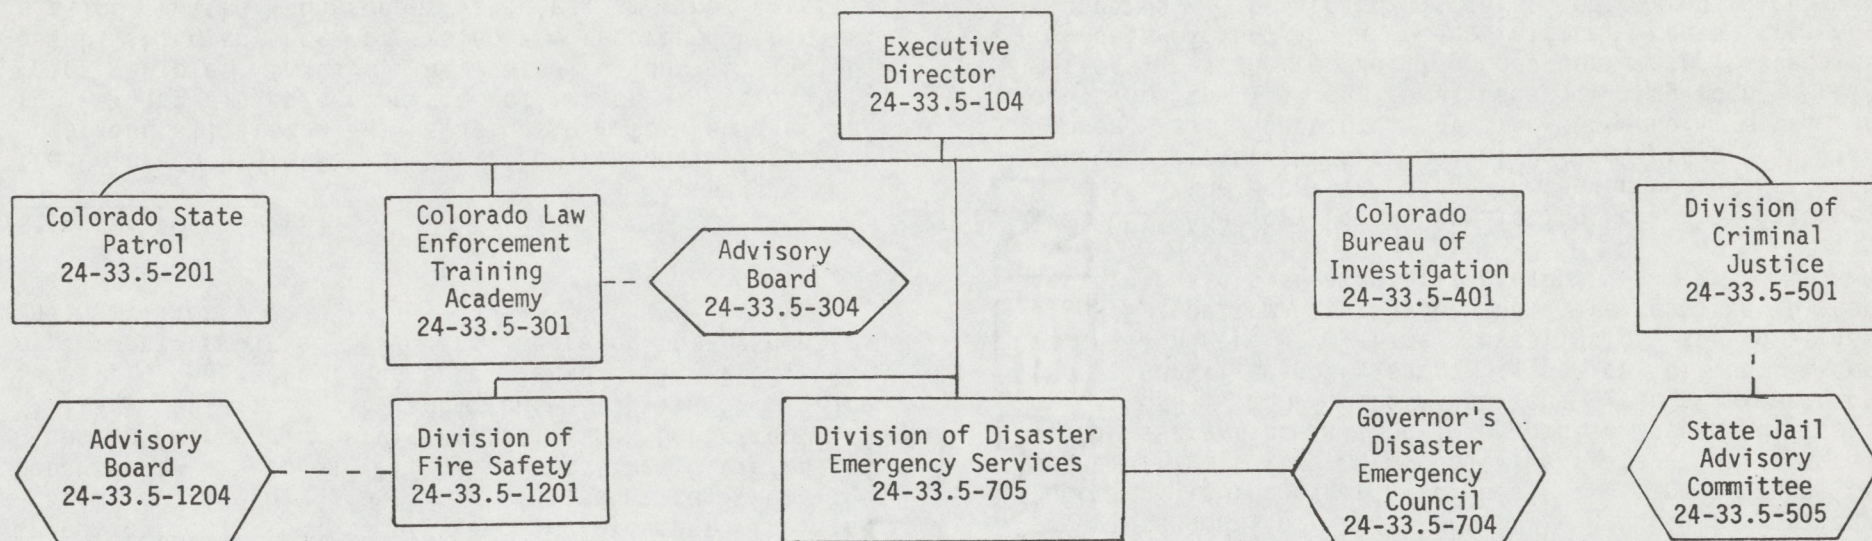 Executive
Director
24-33.5-104
Colorado State
Patrol
24-33.5-201
Colorado Law
Enforcement
Training
Academy
24-33.5-301
Advisory
Board
24-33.5-304
Colorado
Bureau of
Investigation
24-33.5-401
Division of
Criminal
Justice
24-33.5-501
Advisory
Board
24-33.5-1204
Division of
Fire Safety
24-33.5-1201
Division of Disaster
Emergency Services
24-33.5-705
Governor's
Disaster
Emergency
Council
24-33.5-704
State Jail
Advisory
Committee
24-33.5-505